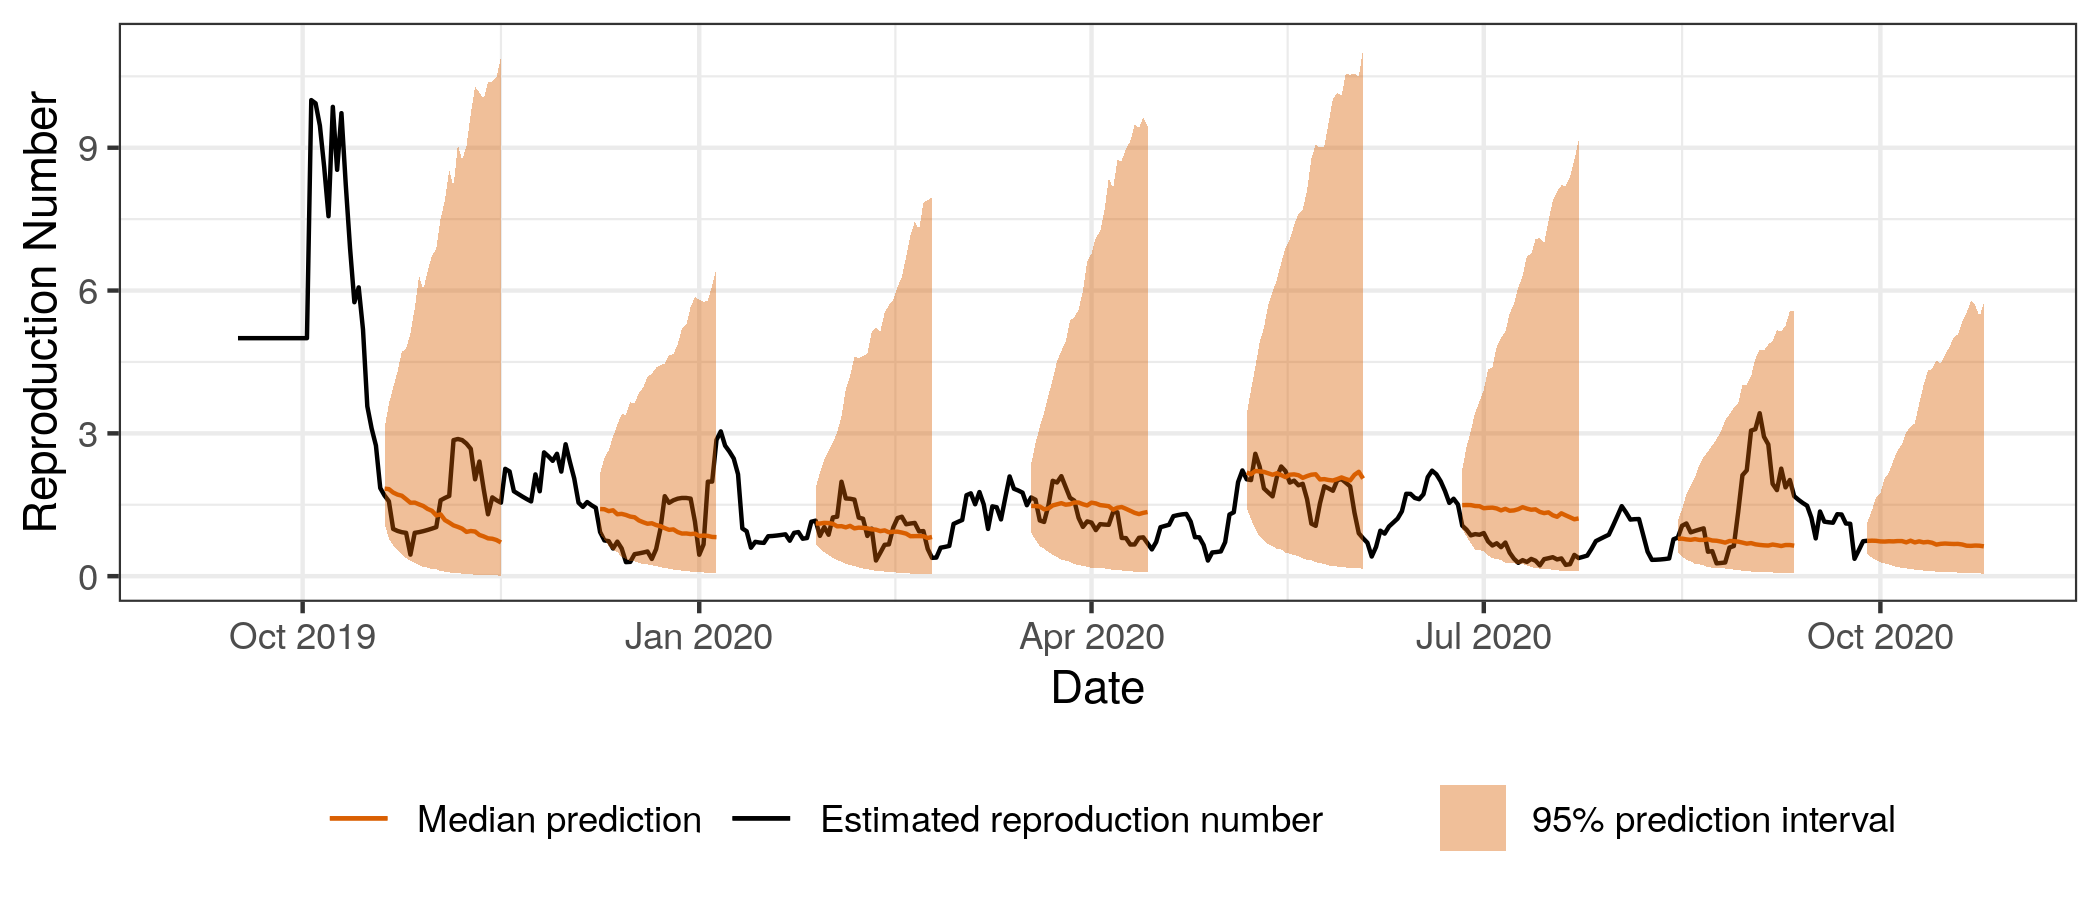 Reproduction Number
9
6
3
0
Oct 2019 Jan 2020 Apr 2020 Jul 2020 Oct 2020
Date
Median prediction Estimated reproduction number 95% prediction interval